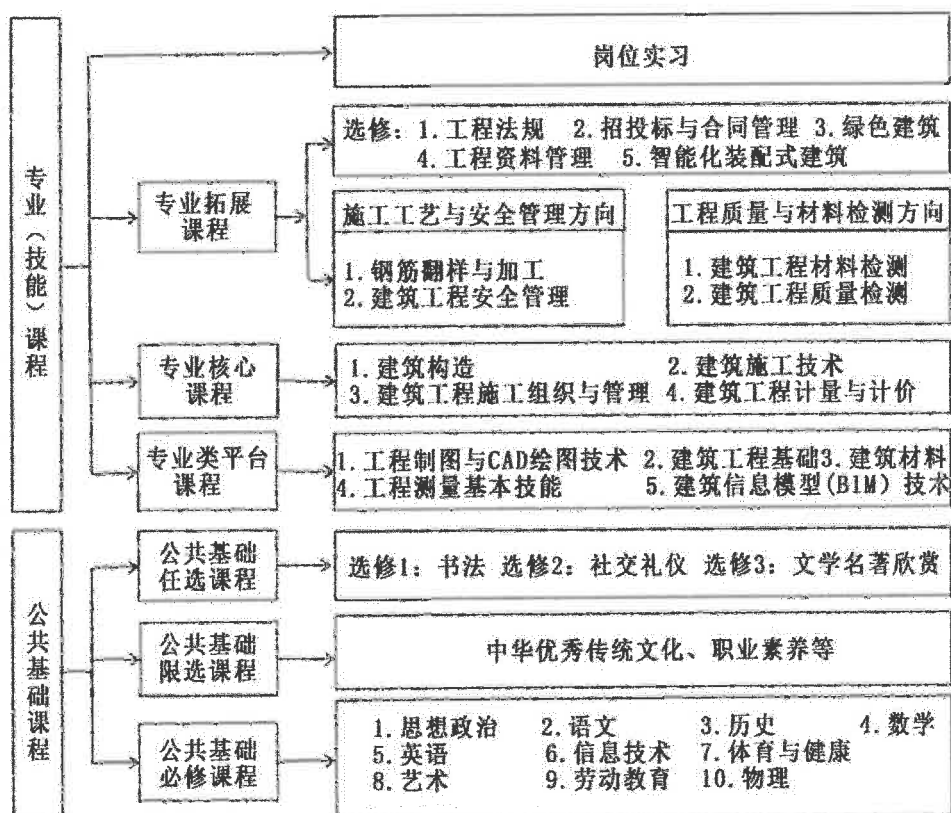 专业（技能）课程
岗位实习
专业拓展
课程
选修：1.工程法规 2.招投标与合同管理 3.绿色建筑
4.工程资料管理 5.智能化装配式建筑
施工工艺与安全管理方向
1.钢筋翻样与加工
2.建筑工程安全管理
工程质量与材料检测方向
1.建筑工程材料检测
2.建筑工程质量检测
专业核心
课程
1.建筑构造 2.建筑施工技术
3.建筑工程施工组织与管理 4.建筑工程计量与计价
专业类平台
课程
1.工程制图与CAD绘图技术 2.建筑工程基础3.建筑材料
4.工程测量基本技能 5.建筑信息模型(BIM) 技术
公共基础课程
公共基础
任选课程
选修1：书法 选修2：社交礼仪 选修3：文学名著欣赏
公共基础
限选课程
中华优秀传统文化、职业素养等
公共基础
必修课程
1.思想政治 2.语文 3.历史 4.数学
5.英语 6.信息技术 7.体育与健康
8.艺术 9.劳动教育 10.物理